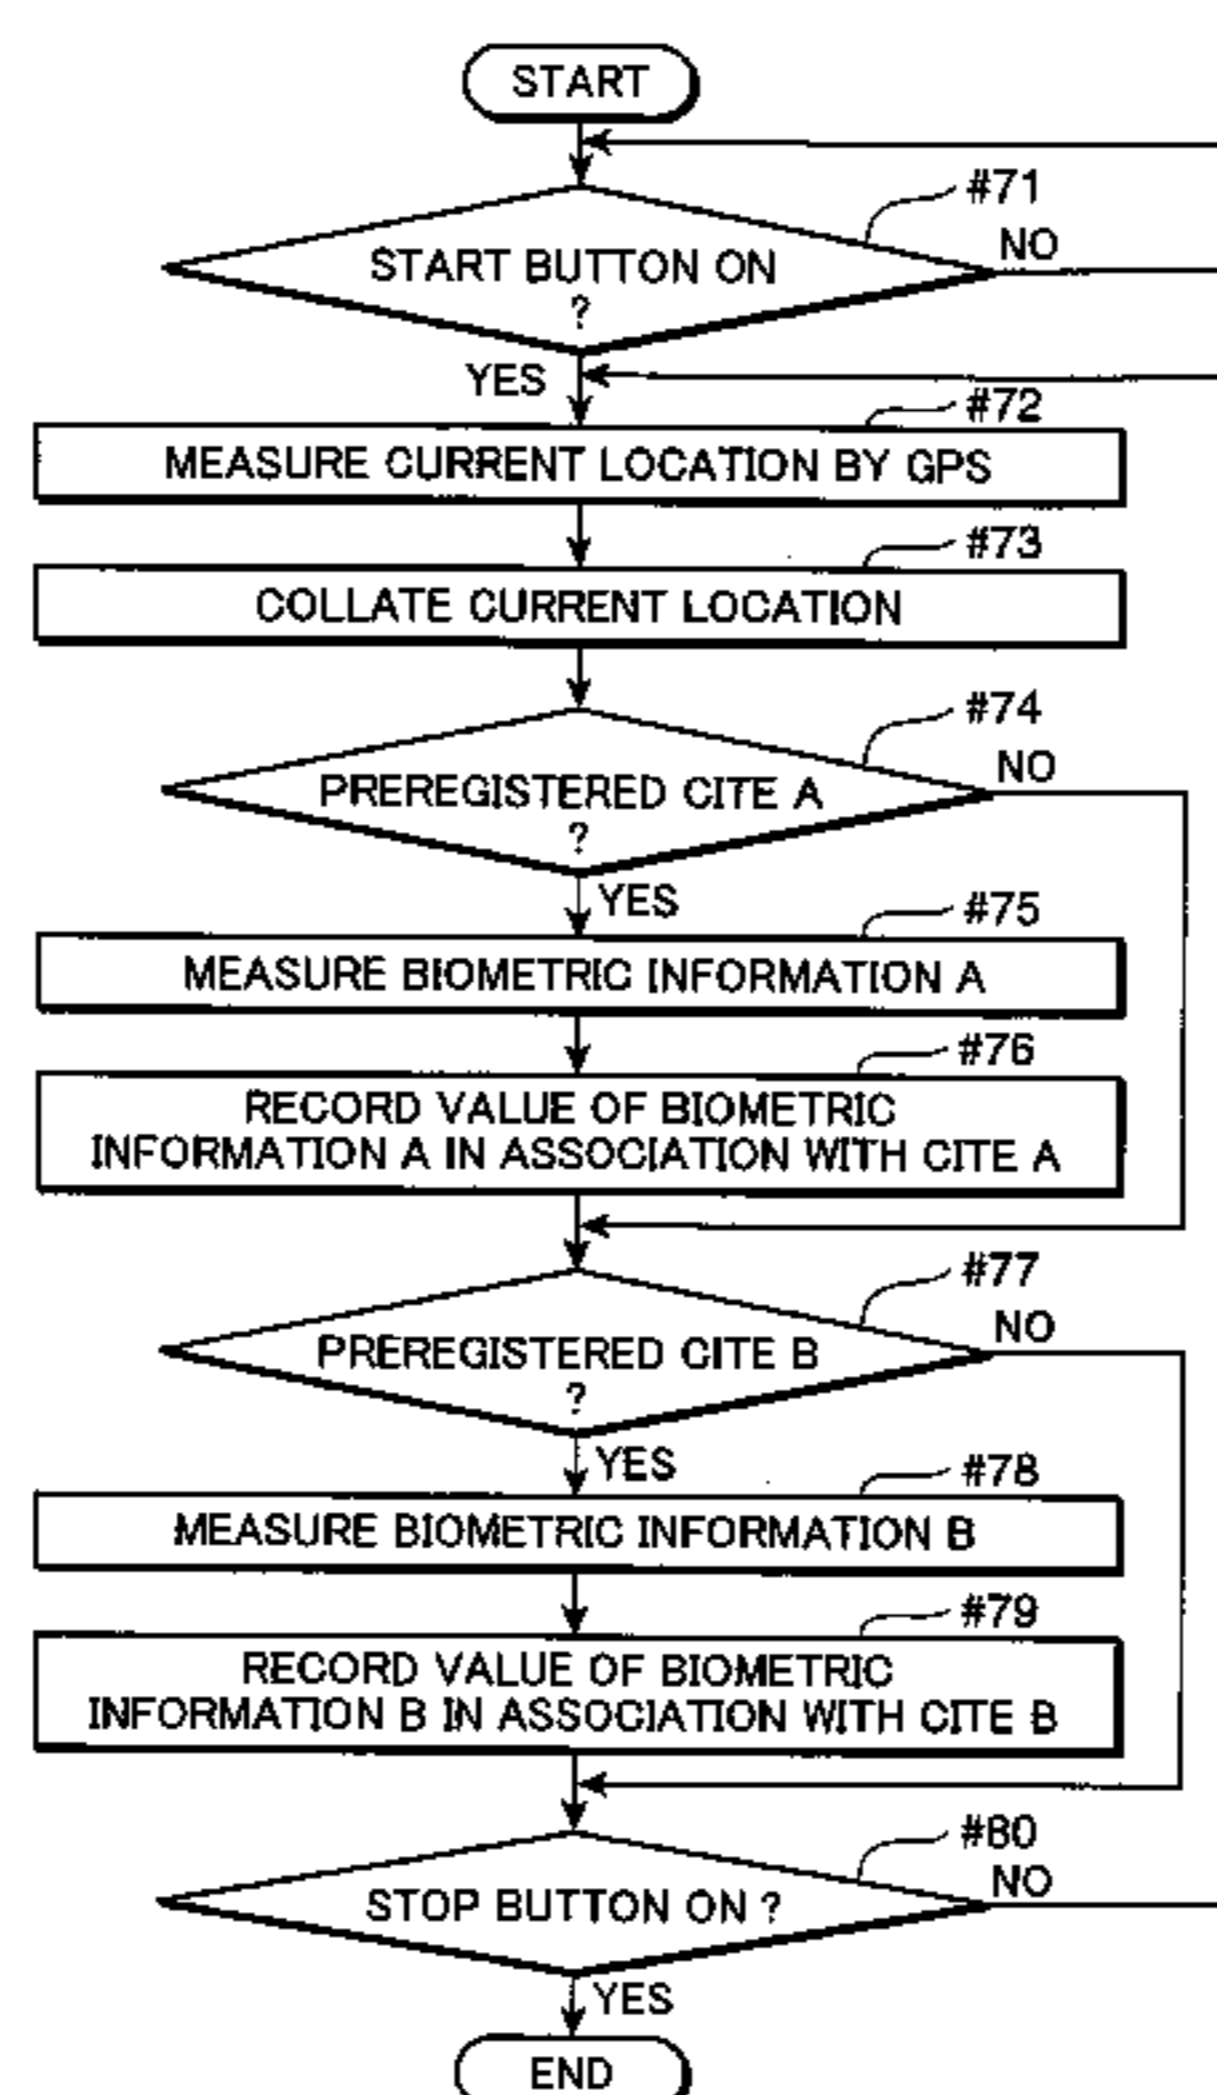 START
#71
START BUTTON ON
?
NO
YES
#72
MEASURE CURRENT LOCATION BY GPS
#73
COLLATE CURRENT LOCATION
#74
PREREGISTERED CITE A
?
NO
YES
#75
MEASURE BIOMETRIC INFORMATION A
#76
RECORD VALUE OF BIOMETRIC
INFORMATION A IN ASSOCIATION WITH CITE A
#77
PREREGISTERED CITE B
?
NO
YES
#78
MEASURE BIOMETRIC INFORMATION B
#79
RECORD VALUE OF BIOMETRIC
INFORMATION B IN ASSOCIATION WITH CITE B
#80
STOP BUTTON ON ?
NO
YES
END